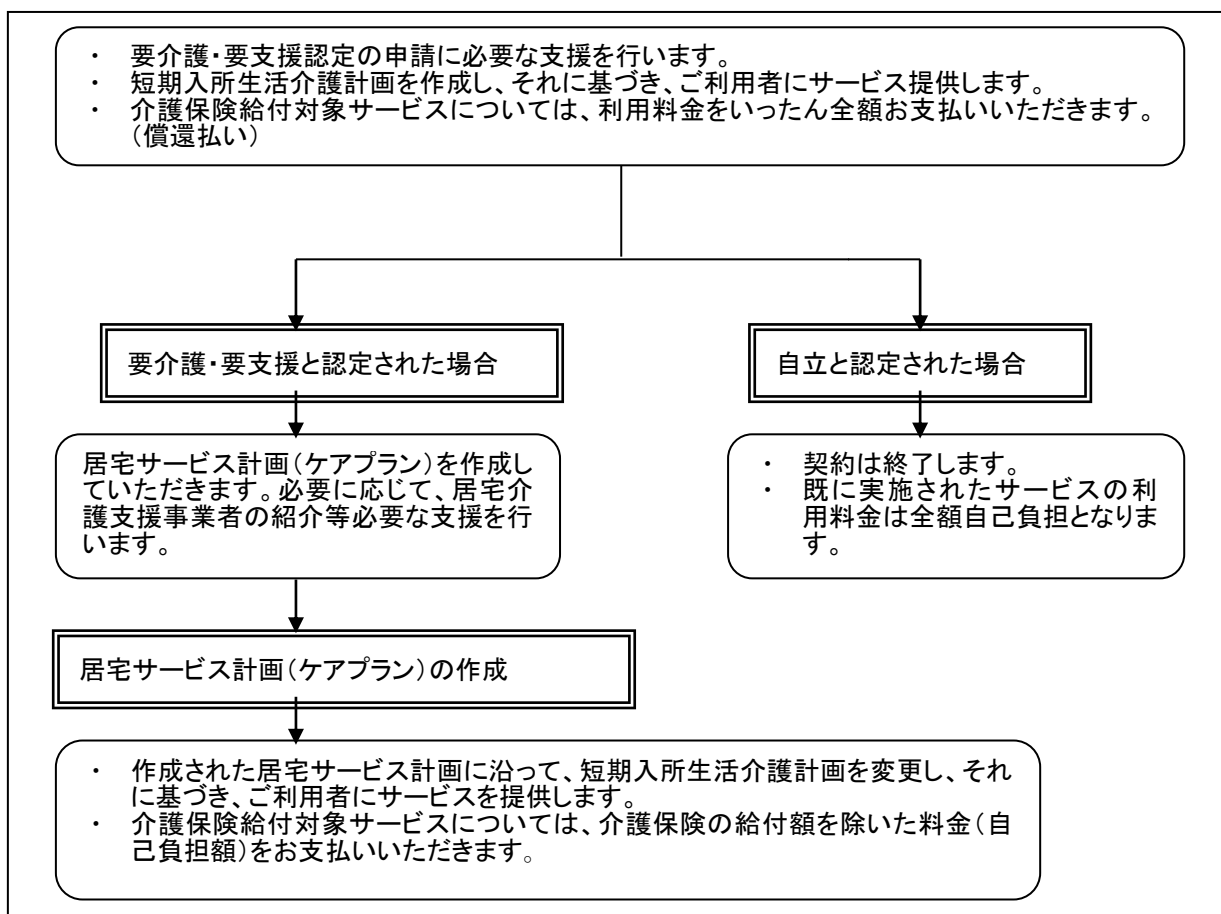 ・ 要介護・要支援認定の申請に必要な支援を行います。
・ 短期入所生活介護計画を作成し、それに基づき、ご利用者にサービス提供します。
・ 介護保険給付対象サービスについては、利用料金をいったん全額お支払いいただきます。
（償還払い）
要介護・要支援と認定された場合
自立と認定された場合
居宅サービス計画（ケアプラン）を作成し
ていただきます。必要に応じて、居宅介
護支援事業者の紹介等必要な支援を行
います。
・ 契約は終了します。
・ 既に実施されたサービスの利
用料金は全額自己負担となりま
す。
居宅サービス計画（ケアプラン）の作成
・ 作成された居宅サービス計画に沿って、短期入所生活介護計画を変更し、それ
に基づき、ご利用者にサービスを提供します。
・ 介護保険給付対象サービスについては、介護保険の給付額を除いた料金（自
己負担額）をお支払いいただきます。